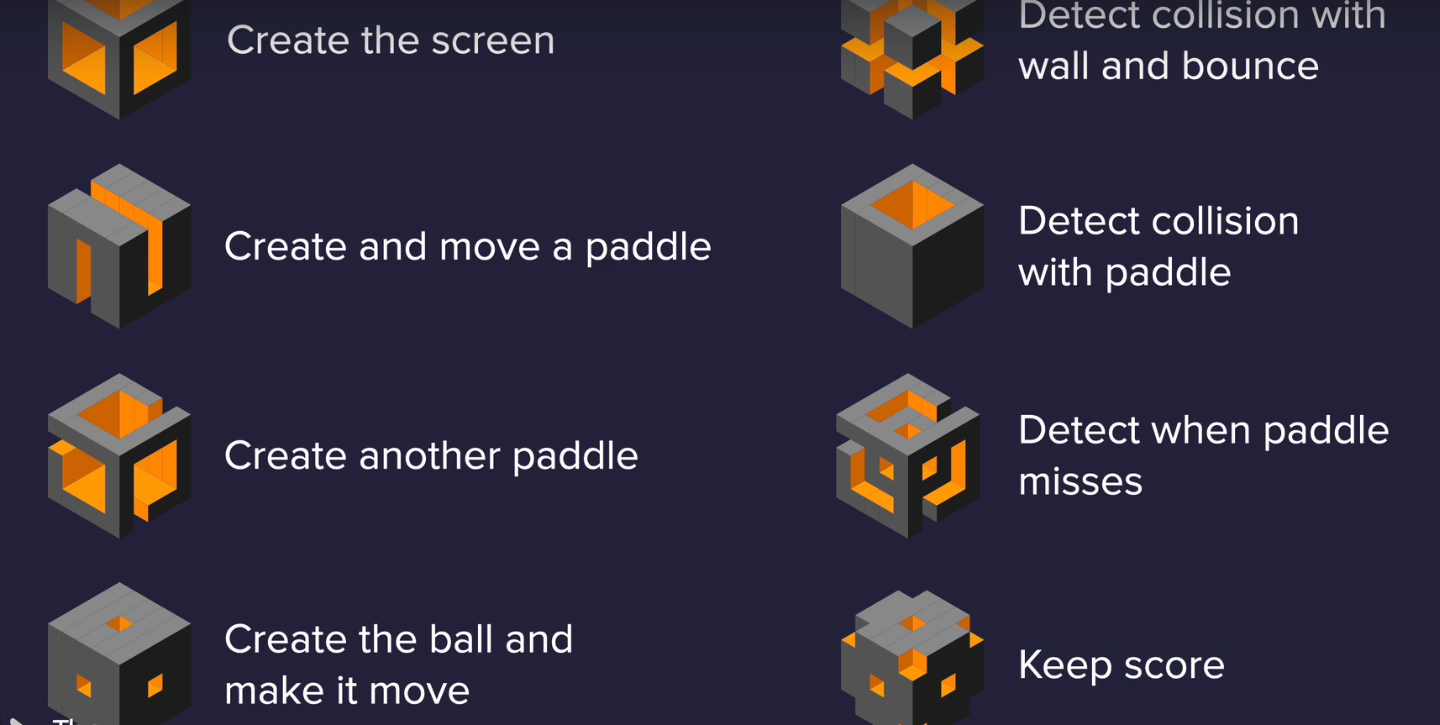 Create the screen
Create and move a paddle
Create another paddle
Create the ball and
make it move
Detect collision with
wall and bounce
Detect collision
with paddle
Detect when paddle
misses
Keep score